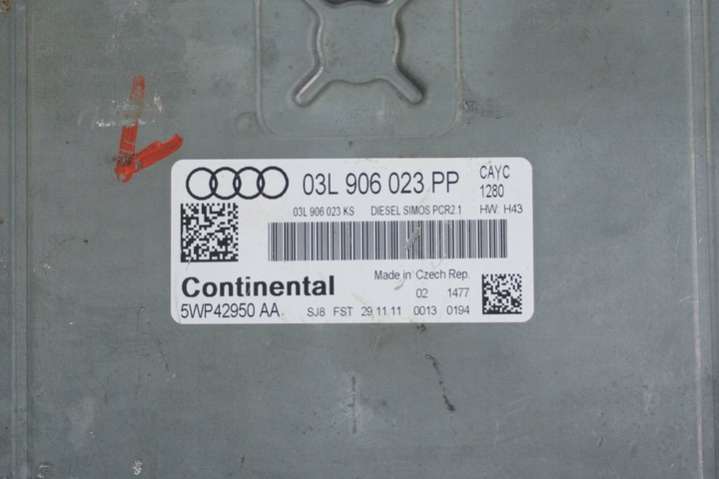 03L 906 023 PP CAYC
1280
03L 906 023 KS DIESEL SIMOS PCR2.1 HW: H43
Continental Made in Czech Rep.
02 1477
5WP42950 AA SJ8 FST 29.11.11 0013 0194